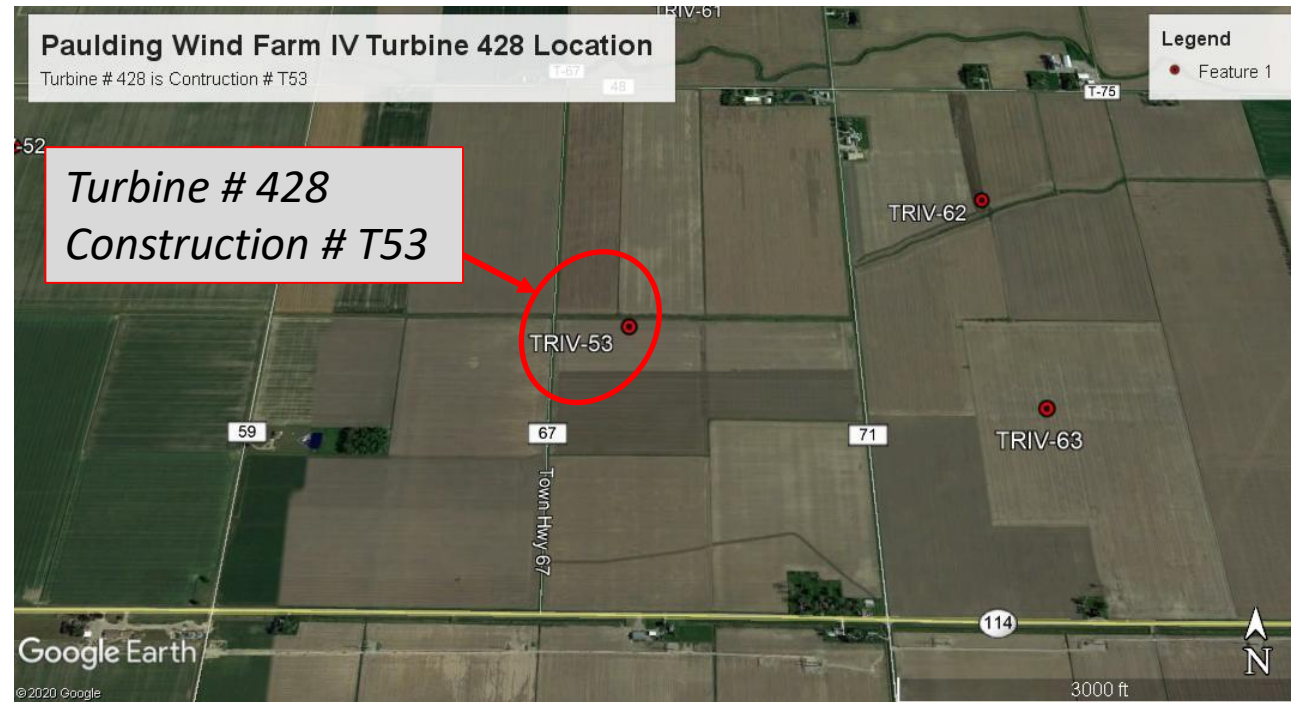 TRIV-61
Paulding Wind Farm IV Turbine 428 Location
Turbine # 428 is Contruction # T53
Legend
Feature 1
T-67
48
T-75
-52
Turbine # 428
Construction # T53
TRIV-62
TRIV-53
59
67
71
TRIV-63
Town Hwy 67
114
Google Earth
N
©2020 Google
3000 ft